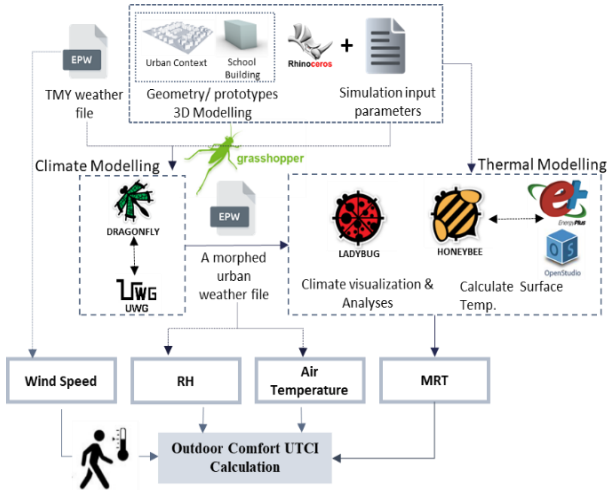 EPW
TMY weather
file
Urban Context
School
Building
Rhinoceros
+
Geometry/ prototypes
3D Modelling
Simulation input
parameters
grasshopper
Climate Modelling
Thermal Modelling
DRAGONFLY
UWG
UWG
EPW
A morphed
urban
weather file
LADYBUG
HONEYBEE
e+
EnergyPlus
OS
OpenStudio
Climate visualization &
Analyses
Calculate Surface
Temp.
Wind Speed
RH
Air
Temperature
MRT
Outdoor Comfort UTCI
Calculation